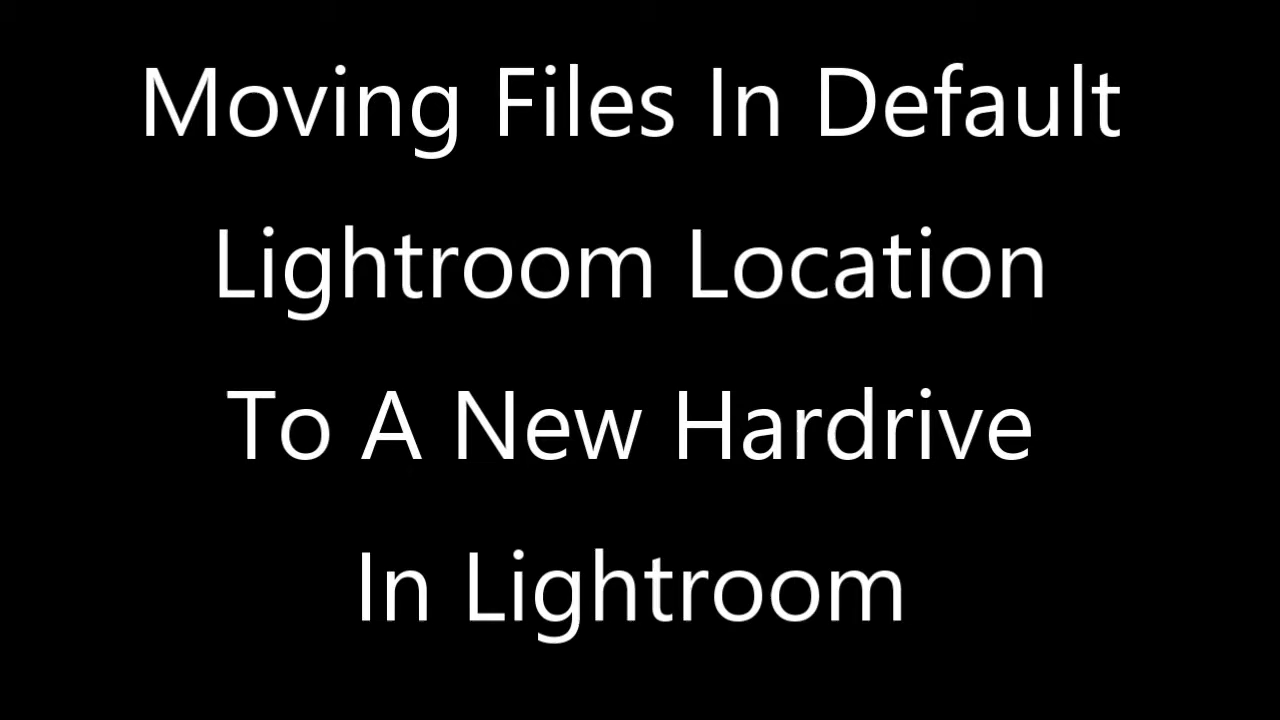 Moving Files In Default
Lightroom Location
To A New Hardrive
In Lightroom